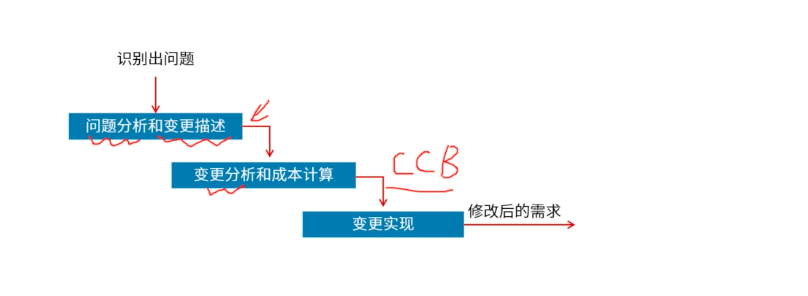 识别出问题
问题分析和变更描述
变更分析和成本计算
CCB
变更实现
修改后的需求